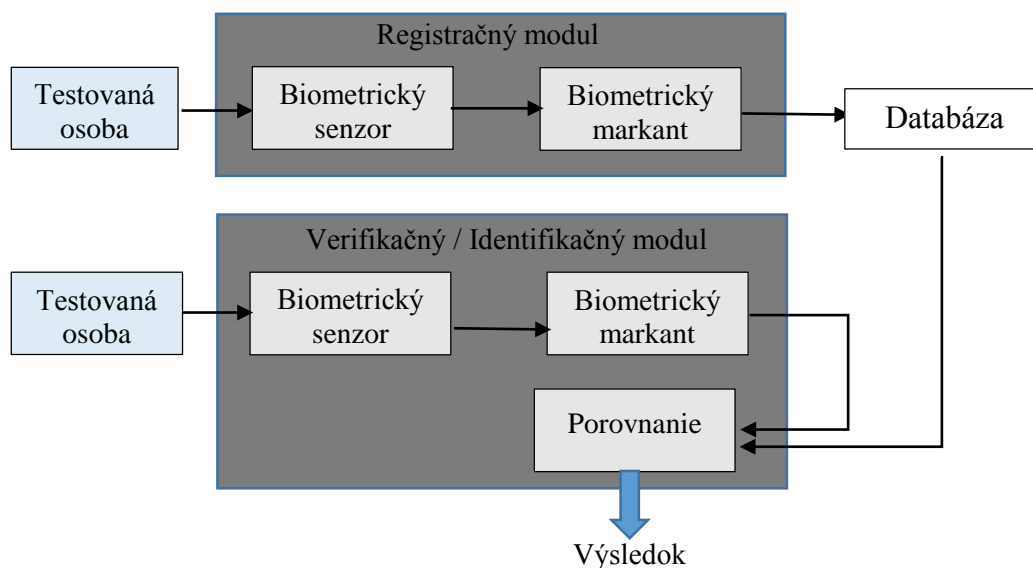 Registračný modul
Testovaná
osoba
Biometrický
senzor
Biometrický
markant
Databáza
Verifikačný / Identifikačný modul
Testovaná
osoba
Biometrický
senzor
Biometrický
markant
Porovnanie
Výsledok